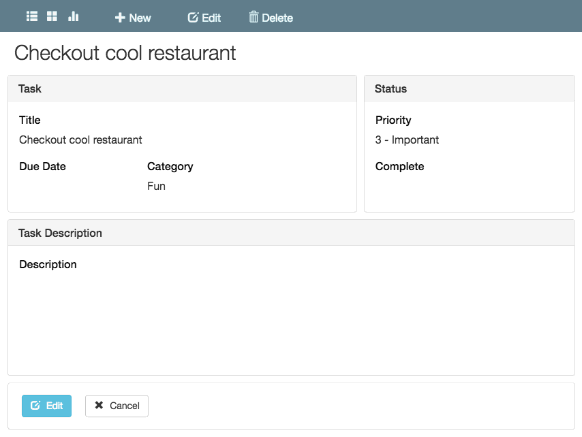 New Edit Delete
Checkout cool restaurant
Task
Status
Title
Checkout cool restaurant
Priority
3 - Important
Due Date
Category
Fun
Complete
Task Description
Description
Edit Cancel